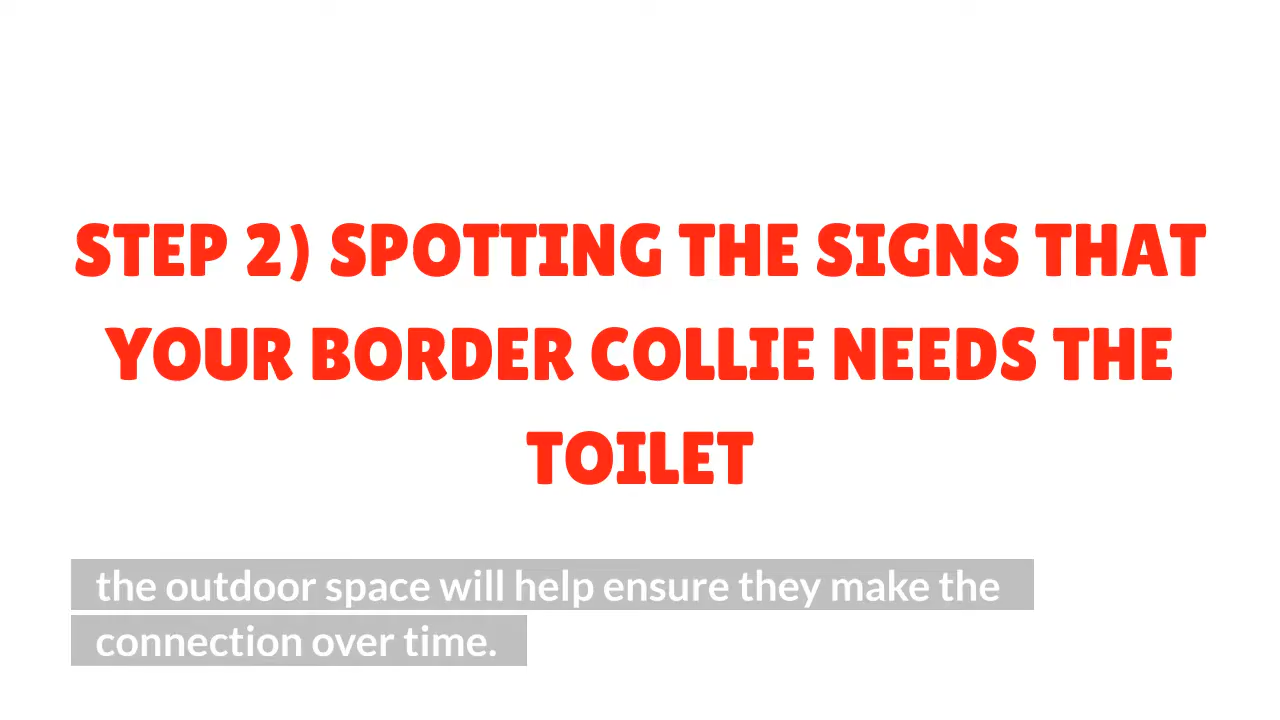 STEP 2) SPOTTING THE SIGNS THAT
YOUR BORDER COLLIE NEEDS THE
TOILET
the outdoor space will help ensure they make the
connection over time.